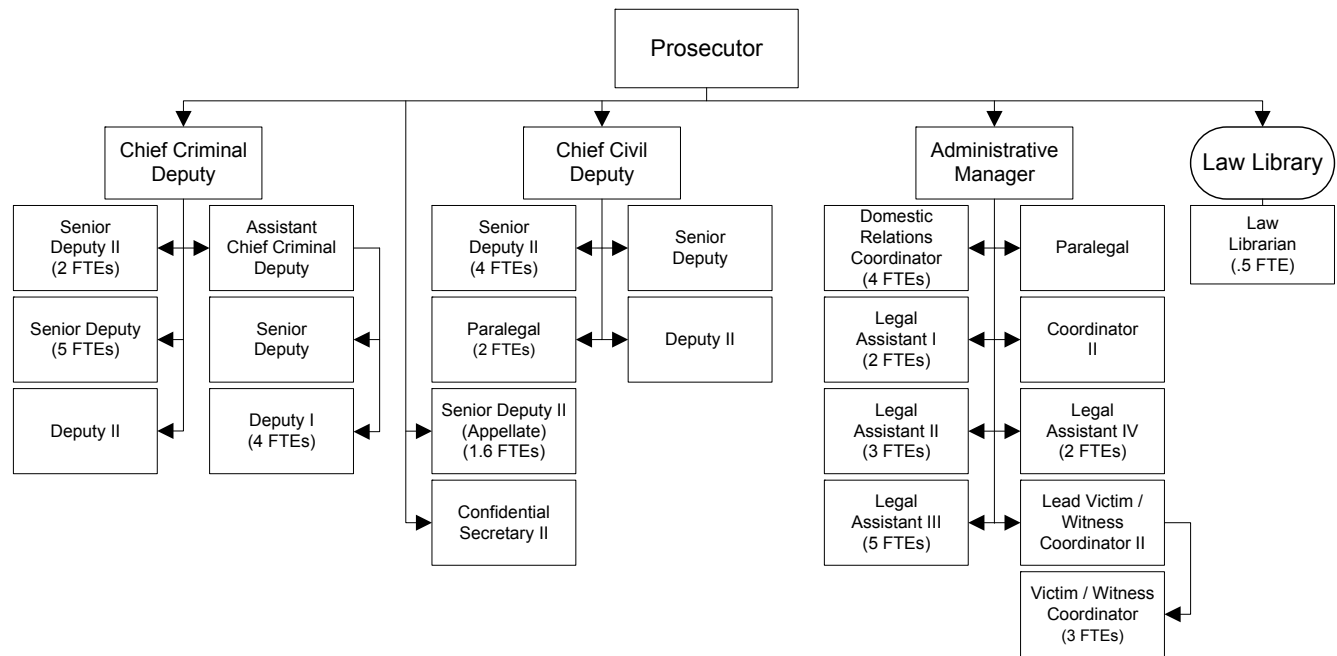 Prosecutor
Chief Criminal
Deputy
Chief Civil
Deputy
Administrative
Manager
Law Library
Senior
Deputy II
(2 FTEs)
Assistant
Chief Criminal
Deputy
Senior Deputy
(5 FTEs)
Senior
Deputy
Deputy II
Deputy I
(4 FTEs)
Senior
Deputy II
(4 FTEs)
Senior
Deputy
Paralegal
(2 FTEs)
Deputy II
Senior Deputy II
(Appellate)
(1.6 FTEs)
Confidential
Secretary II
Domestic
Relations
Coordinator
(4 FTEs)
Paralegal
Legal
Assistant I
(2 FTEs)
Coordinator
II
Legal
Assistant II
(3 FTEs)
Legal
Assistant IV
(2 FTEs)
Legal
Assistant III
(5 FTEs)
Lead Victim /
Witness
Coordinator II
Victim / Witness
Coordinator
(3 FTEs)
Law
Librarian
(.5 FTE)